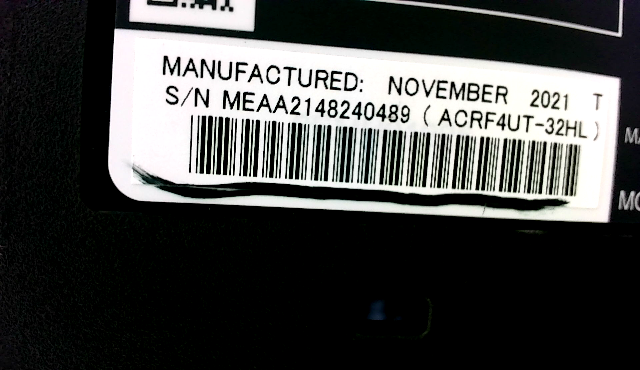 MANUFACTURED: NOVEMBER 2021 T
S/N MEAA2148240489 ( ACRF4UT-32HL )